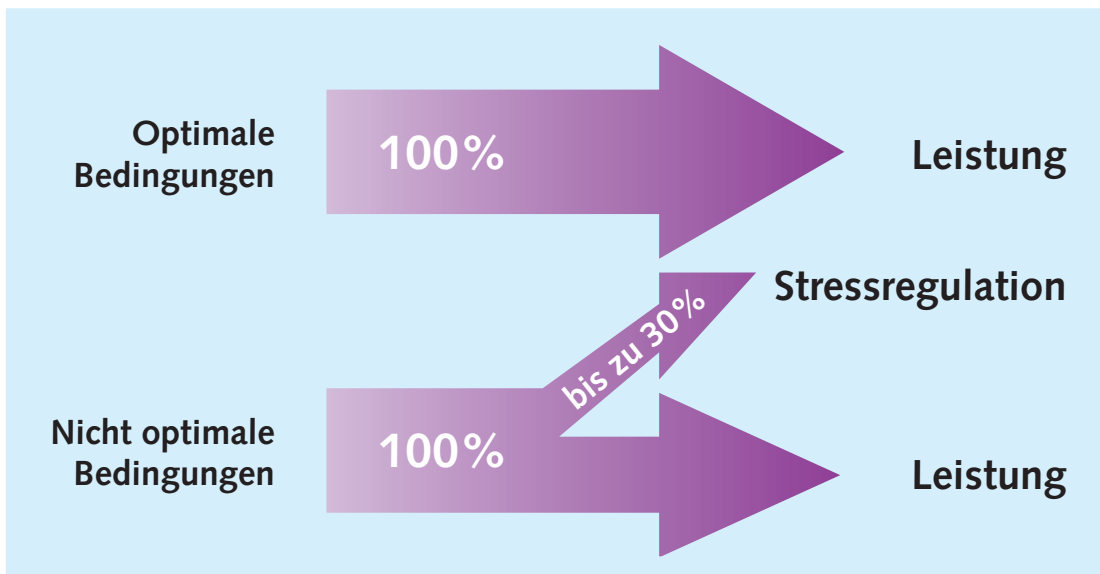 Optimale
Bedingungen
100%
Leistung
Stressregulation
bis zu 30%
Nicht optimale
Bedingungen
100%
Leistung